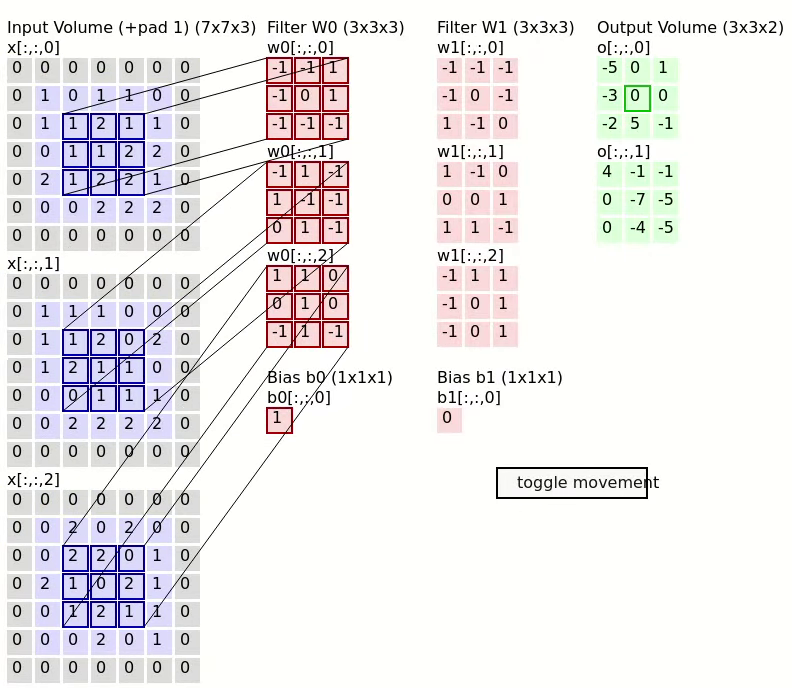 Input Volume (+pad 1) (7x7x3)
x[:,:,0]
0 0 0 0 0 0 0
0 1 0 1 1 0 0
0 1 1 2 1 1 0
0 0 1 1 2 2 0
0 2 1 2 2 1 0
0 0 0 2 2 2 0
0 0 0 0 0 0 0
x[:,:,1]
0 0 0 0 0 0 0
0 1 1 1 0 0 0
0 1 1 2 0 2 0
0 1 2 1 1 0 0
0 0 0 1 1 1 0
0 0 2 2 2 2 0
0 0 0 0 0 0 0
x[:,:,2]
0 0 0 0 0 0 0
0 0 2 0 2 0 0
0 0 2 2 0 1 0
0 2 1 0 2 1 0
0 0 1 2 1 1 0
0 0 0 2 0 1 0
0 0 0 0 0 0 0
Filter W0 (3x3x3)
w0[:,:,0]
-1 -1 1
-1 0 1
-1 -1 -1
w0[:,:,1]
-1 1 -1
1 -1 -1
0 1 -1
w0[:,:,2]
1 1 0
0 1 0
-1 1 -1
Bias b0 (1x1x1)
b0[:,:,0]
1
Filter W1 (3x3x3)
w1[:,:,0]
-1 -1 -1
-1 0 -1
1 -1 0
w1[:,:,1]
1 -1 0
0 0 1
1 1 -1
w1[:,:,2]
-1 1 1
-1 0 1
-1 0 1
Bias b1 (1x1x1)
b1[:,:,0]
0
Output Volume (3x3x2)
o[:,:,0]
-5 0 1
-3 0 0
-2 5 -1
o[:,:,1]
4 -1 -1
0 -7 -5
0 -4 -5
toggle movement